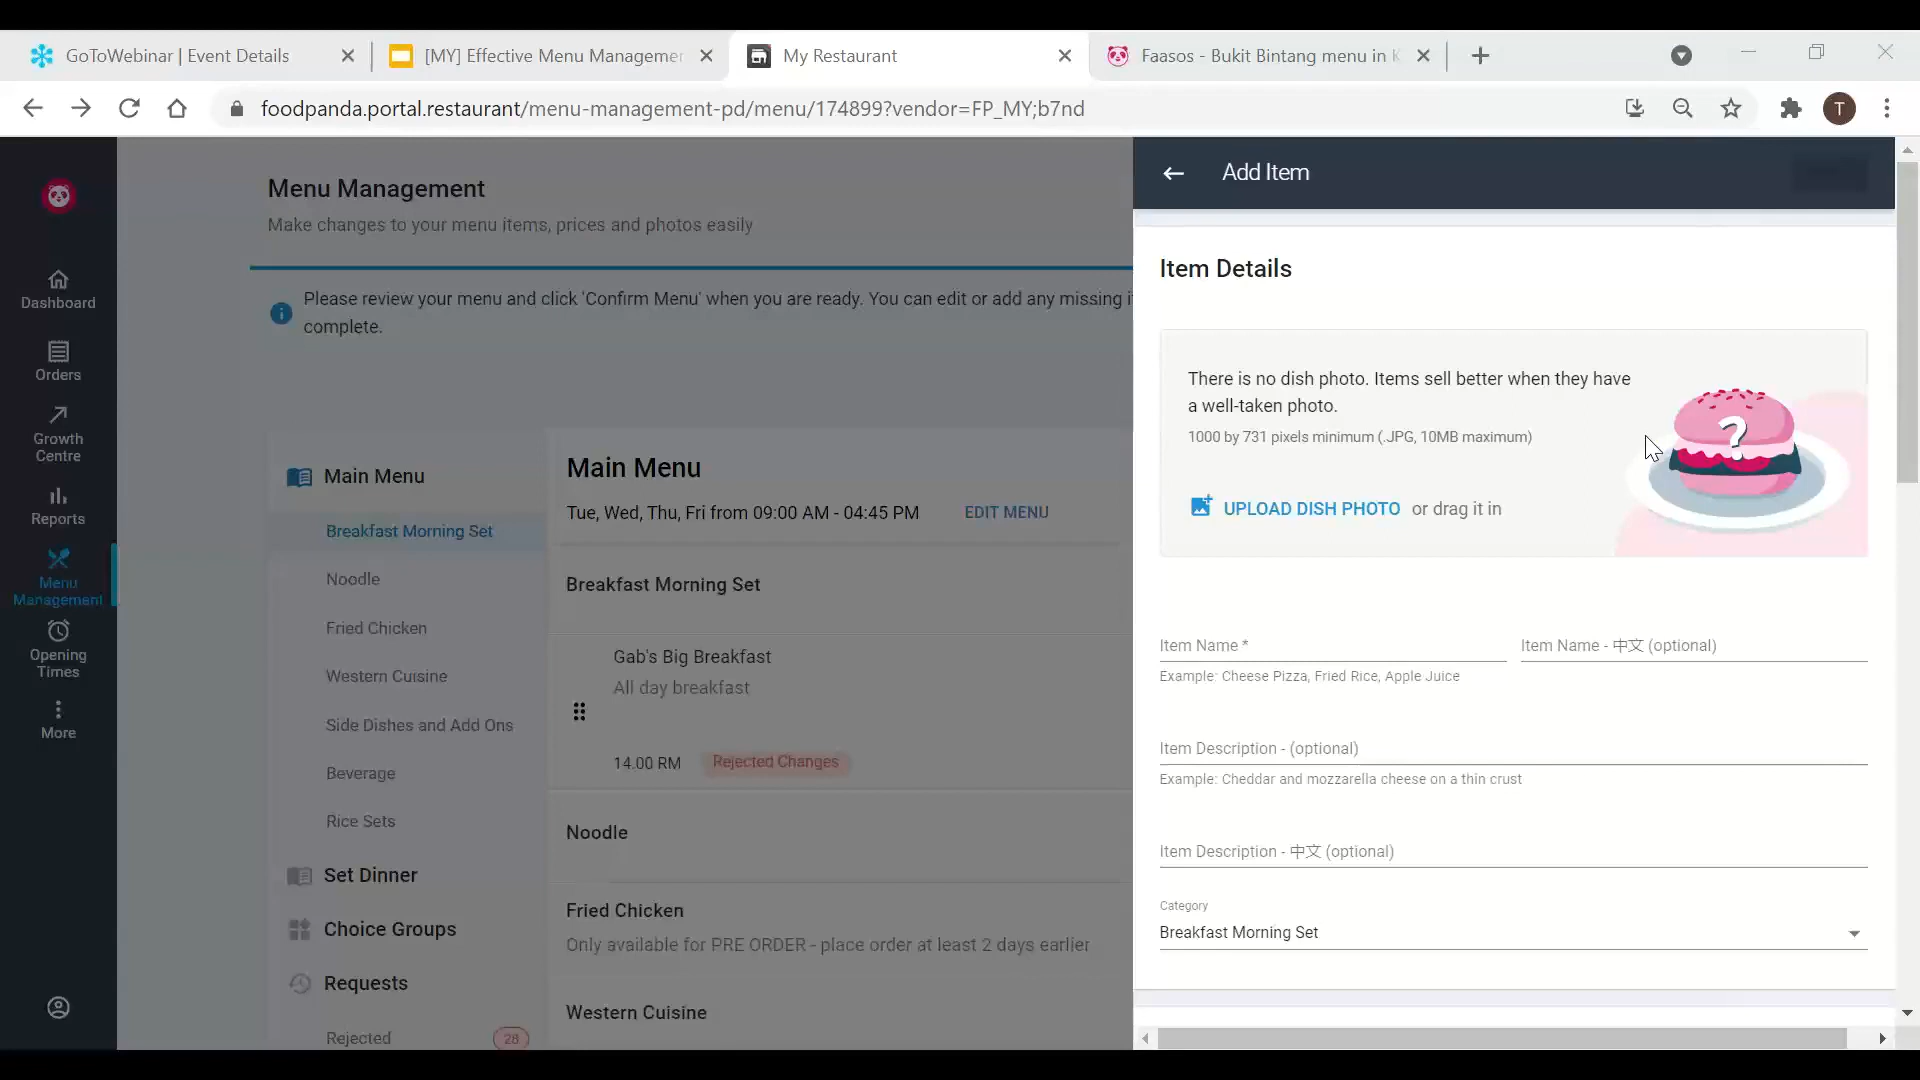 GoToWebinar | Event Details
[MY] Effective Menu Managemen
My Restaurant
Faasos - Bukit Bintang menu in K
foodpanda.portal.restaurant/menu-management-pd/menu/174899?vendor=FP_MY;b7nd
T
Dashboard
Orders
Growth
Centre
Reports
Menu
Management
Opening
Times
More
Menu Management
Make changes to your menu items, prices and photos easily
Please review your menu and click 'Confirm Menu' when you are ready. You can edit or add any missing i
complete.
Main Menu
Breakfast Morning Set
Noodle
Fried Chicken
Western Cuisine
Side Dishes and Add Ons
Beverage
Rice Sets
Set Dinner
Choice Groups
Requests
Rejected 28
Main Menu
Tue, Wed, Thu, Fri from 09:00 AM - 04:45 PM EDIT MENU
Breakfast Morning Set
Gab's Big Breakfast
All day breakfast
14.00 RM Rejected Changes
Noodle
Fried Chicken
Only available for PRE ORDER - place order at least 2 days earlier
Western Cuisine
Add Item
Item Details
There is no dish photo. Items sell better when they have
a well-taken photo.
1000 by 731 pixels minimum (.JPG, 10MB maximum)
?
UPLOAD DISH PHOTO or drag it in
Item Name * Item Name - 中文 (optional)
Example: Cheese Pizza, Fried Rice, Apple Juice
Item Description - (optional)
Example: Cheddar and mozzarella cheese on a thin crust
Item Description - 中文 (optional)
Category
Breakfast Morning Set